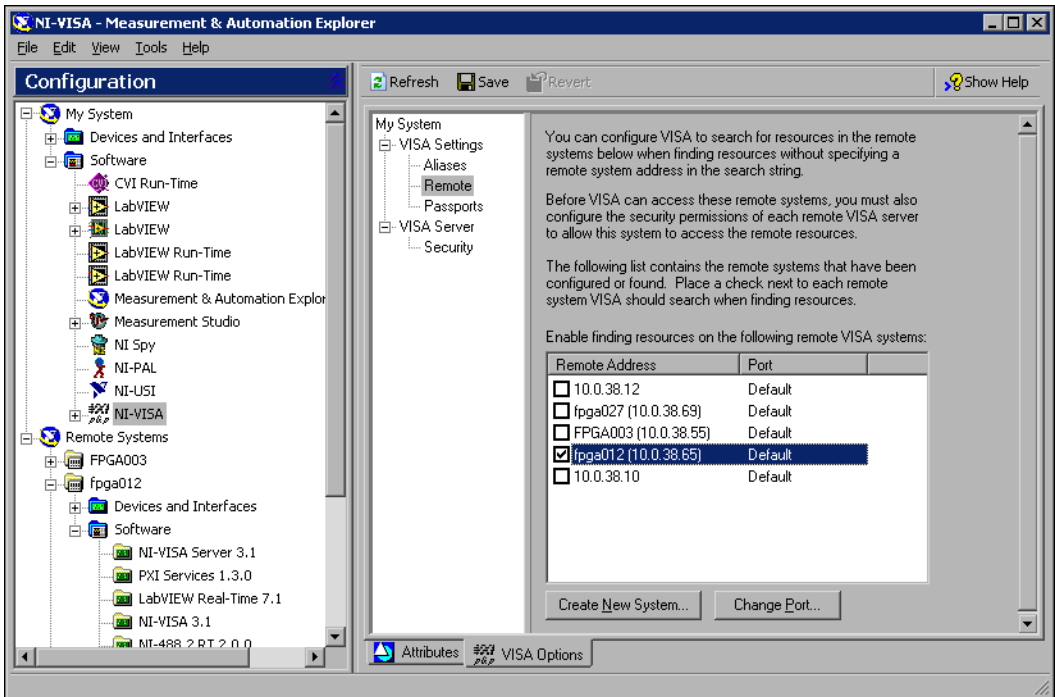 NI-VISA - Measurement & Automation Explorer
File Edit View Tools Help
Configuration
My System
Devices and Interfaces
Software
CVI Run-Time
LabVIEW
LabVIEW
LabVIEW Run-Time
LabVIEW Run-Time
Measurement & Automation Explor
Measurement Studio
NI Spy
NI-PAL
NI-USI
NI-VISA
Remote Systems
FPGA003
fpga012
Devices and Interfaces
Software
NI-VISA Server 3.1
PXI Services 1.3.0
LabVIEW Real-Time 7.1
NI-VISA 3.1
NI-488.2 RT 2.0.0
Refresh Save Revert Show Help
My System
VISA Settings
Aliases
Remote
Passports
VISA Server
Security
You can configure VISA to search for resources in the remote
systems below when finding resources without specifying a
remote system address in the search string.
Before VISA can access these remote systems, you must also
configure the security permissions of each remote VISA server
to allow this system to access the remote resources.
The following list contains the remote systems that have been
configured or found. Place a check next to each remote
system VISA should search when finding resources.
Enable finding resources on the following remote VISA systems:
Remote Address Port
10.0.38.12 Default
fpga027 (10.0.38.69) Default
FPGA003 (10.0.38.55) Default
fpga012 (10.0.38.65) Default
10.0.38.10 Default
Create New System... Change Port...
Attributes VISA Options